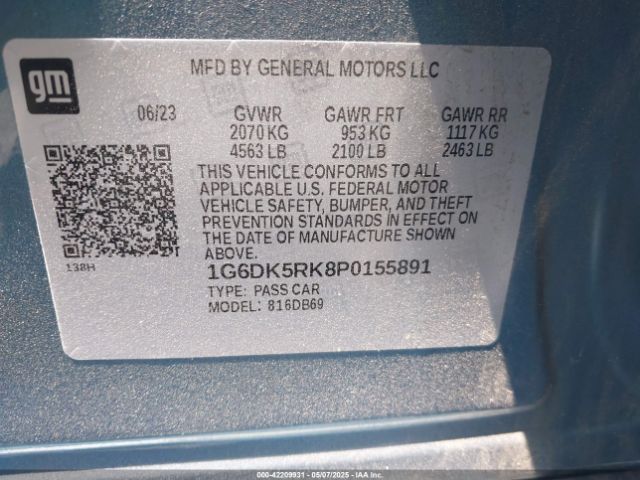 gm
MFD BY GENERAL MOTORS LLC
06/23 GVWR GAWR FRT GAWR RR
2070 KG 953 KG 1117 KG
4563 LB 2100 LB 2463 LB
THIS VEHICLE CONFORMS TO ALL
APPLICABLE U.S. FEDERAL MOTOR
VEHICLE SAFETY, BUMPER, AND THEFT
PREVENTION STANDARDS IN EFFECT ON
THE DATE OF MANUFACTURE SHOWN
ABOVE.
138H
1G6DK5RK8P0155891
TYPE: PASS CAR
MODEL: 816DB69
000-42209931 - 05/07/2025 - IAAI.COM